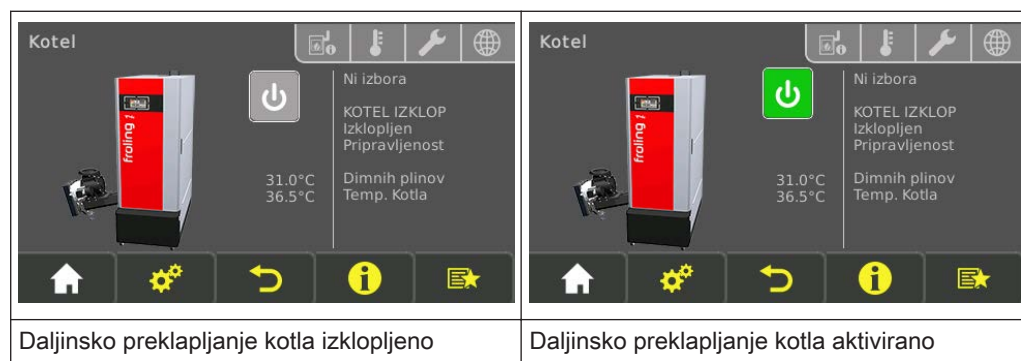 Kotel
Ni izbora
KOTEL IZKLOP
Izklopljen
Pripravljenost
31.0°C Dimnih plinov
36.5°C Temp. Kotla
froling
Daljinsko preklapljanje kotla izklopljeno
Kotel
Ni izbora
KOTEL IZKLOP
Izklopljen
Pripravljenost
31.0°C Dimnih plinov
36.5°C Temp. Kotla
froling
Daljinsko preklapljanje kotla aktivirano